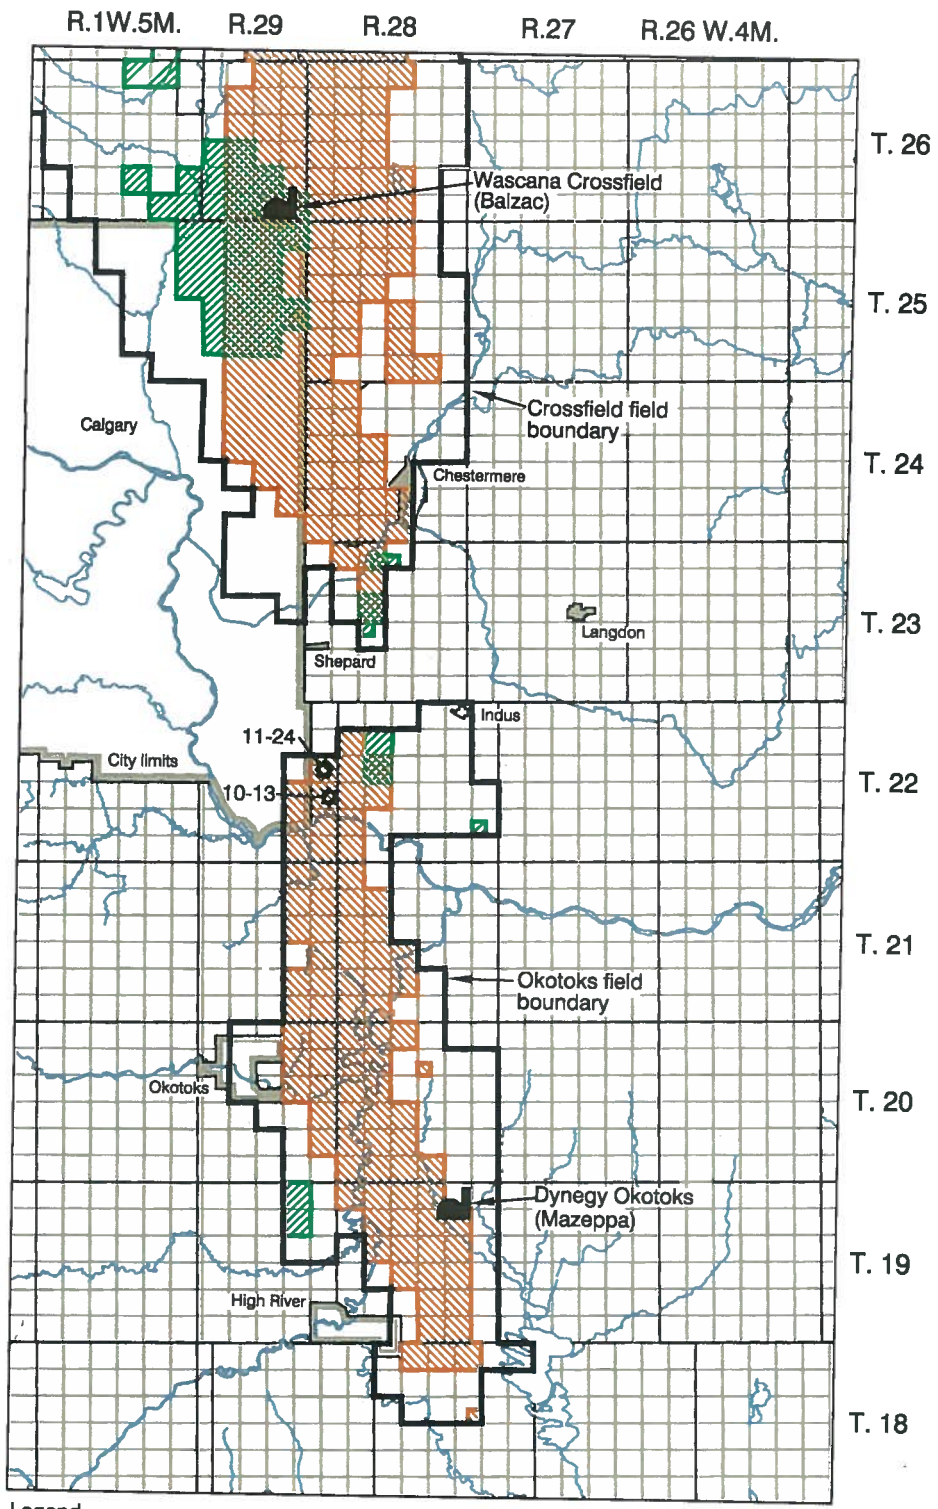 R.1W.5M. R.29 R.28 R.27 R.26 W.4M.
T. 26
Wascana Crossfield
(Balzac)
T. 25
Crossfield field
boundary
Calgary
T. 24
Chestermere
T. 23
Langdon
Shepard
Indus
11-24
City limits
T. 22
10-13
T. 21
Okotoks field
boundary
Okotoks
T. 20
Dynegy Okotoks
(Mazeppa)
T. 19
High River
T. 18
Legend